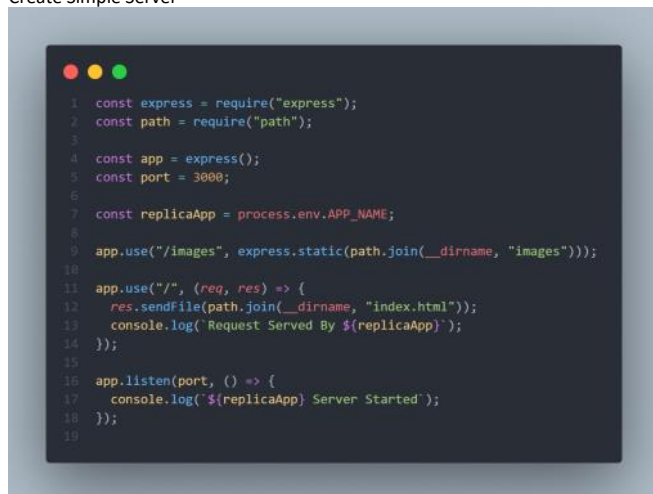 Create Simple Server
1 const express = require("express");
2 const path = require("path");
3
4 const app = express();
5 const port = 3000;
6
7 const replicaApp = process.env.APP_NAME;
8
9 app.use("/images", express.static(path.join(__dirname, "images")));
10
11 app.use("/", (req, res) => {
12   res.sendFile(path.join(__dirname, "index.html"));
13   console.log(`Request Served By ${replicaApp}`);
14 });
15
16 app.listen(port, () => {
17   console.log(`${replicaApp} Server Started`);
18 });
19